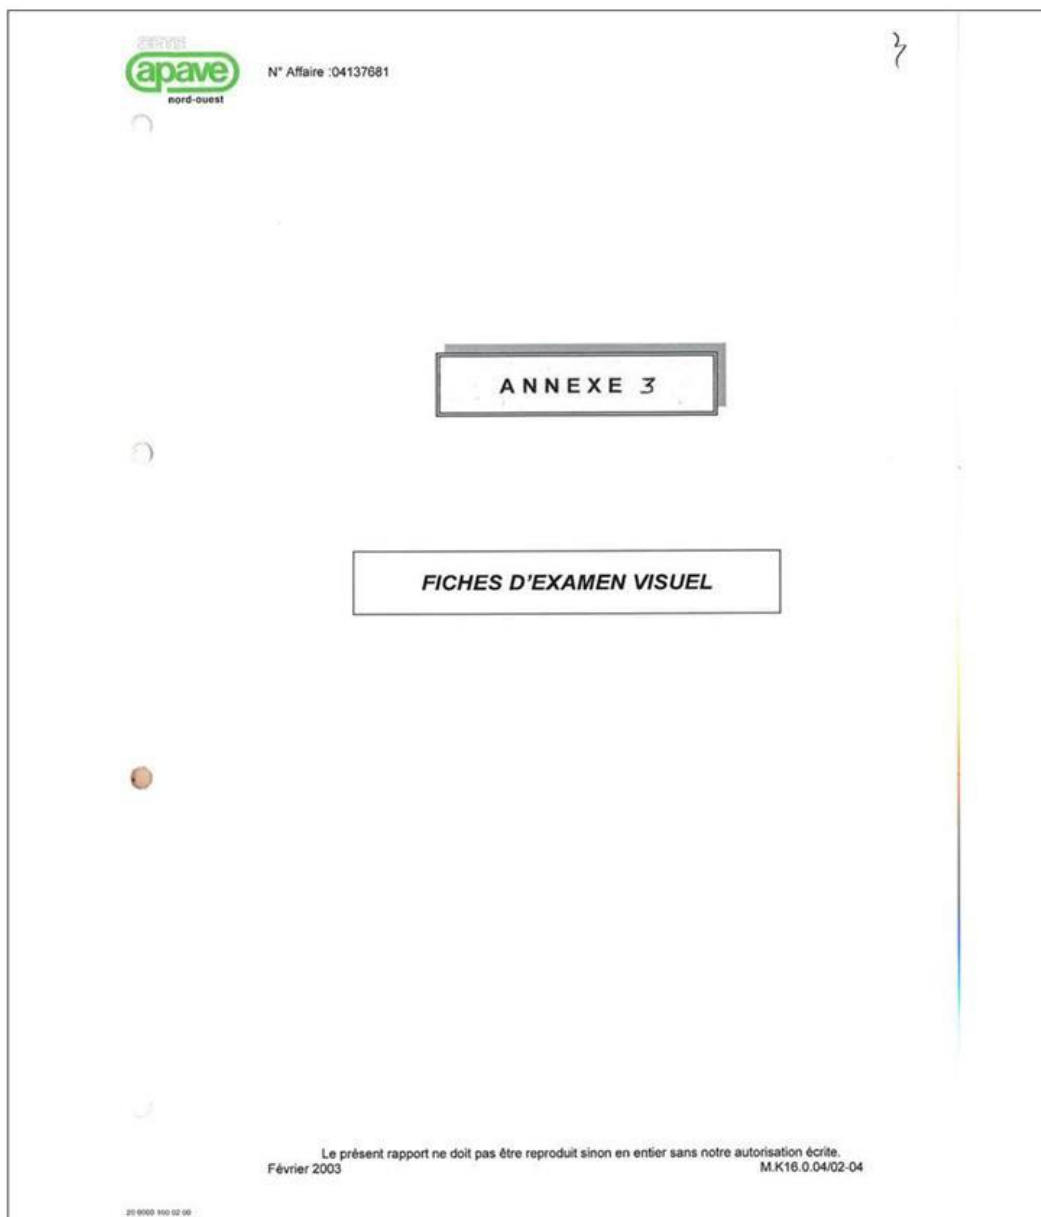 apave
nord-ouest
N° Affaire :04137681
3
ANNEXE 3
FICHES D'EXAMEN VISUEL
Le présent rapport ne doit pas être reproduit sinon en entier sans notre autorisation écrite.
Février 2003
M.K16.0.04/02-04